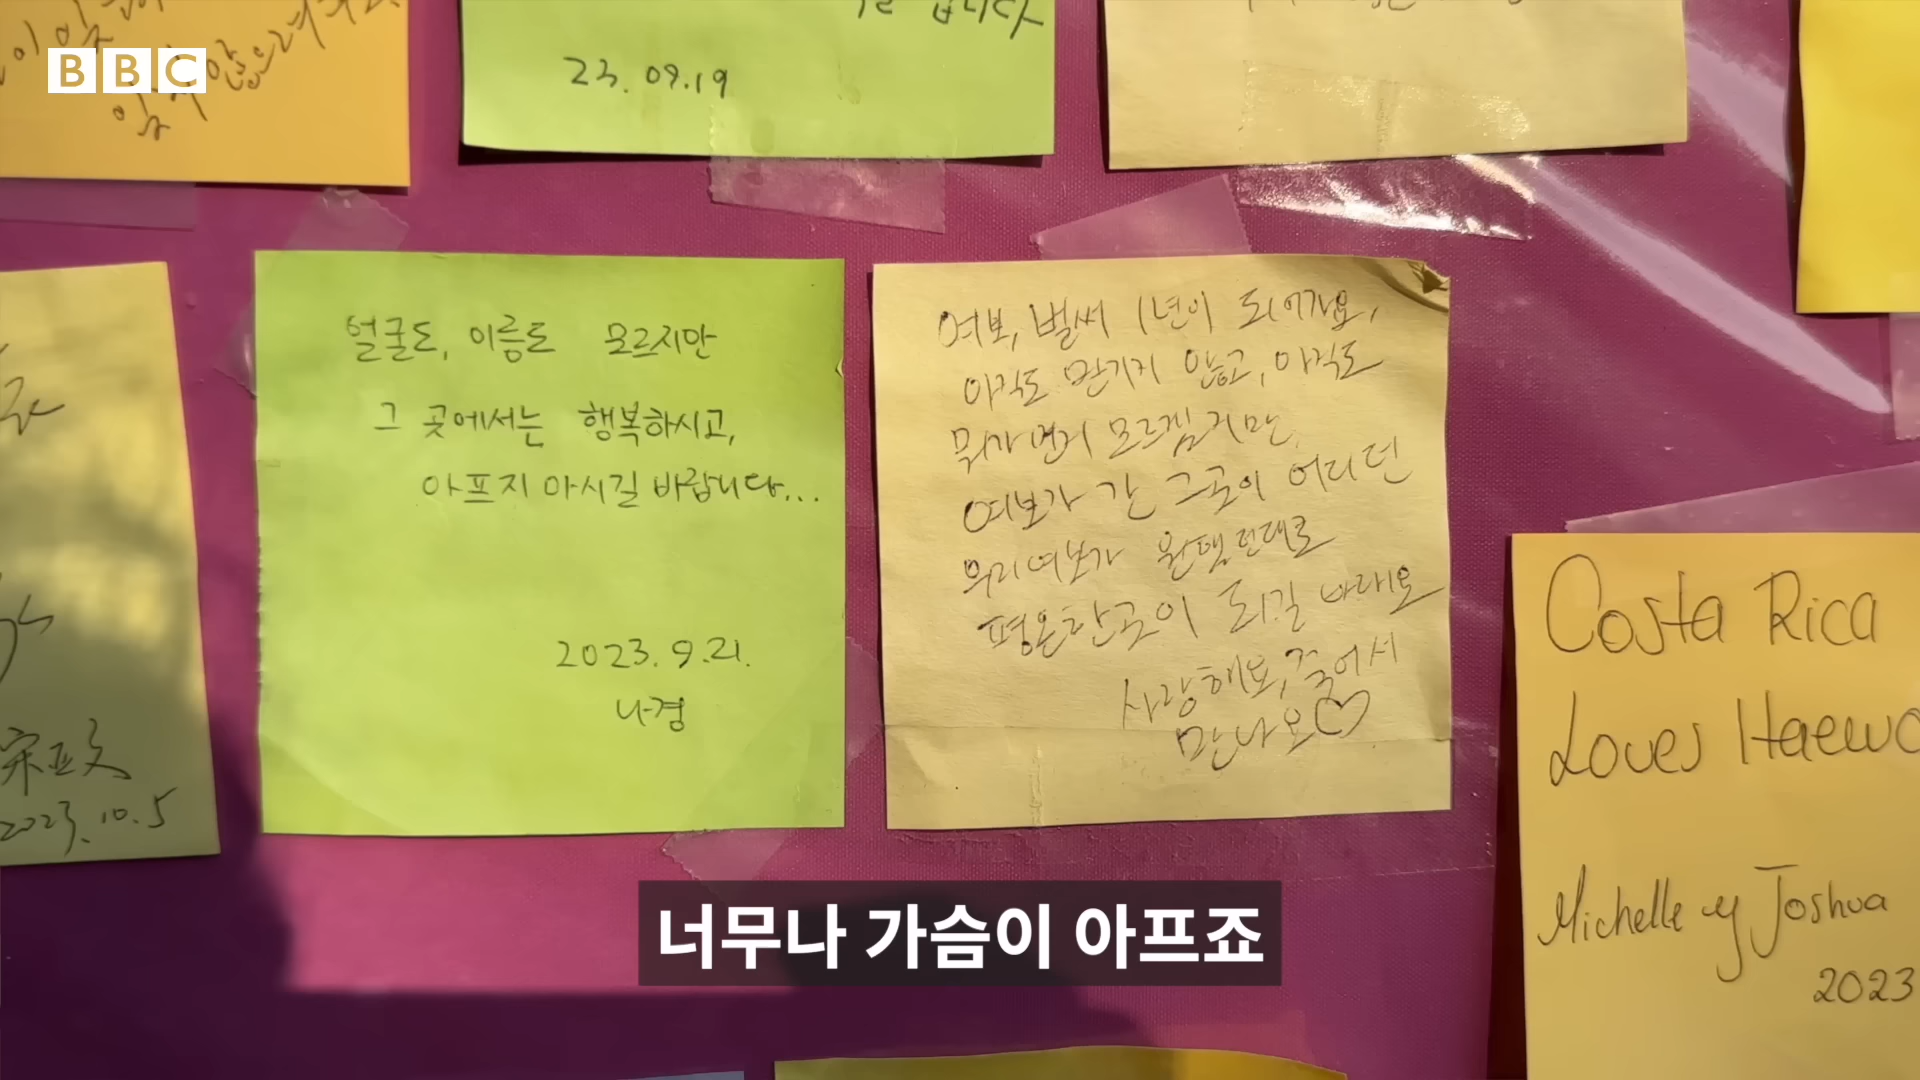 BBC
23.09.19
얼굴도, 이름도 모르지만
그 곳에서는 행복하시고,
아프지 마시길 바랍니다...
2023.9.21.
나경
여보, 벌써 1년이 되어가요,
아직도 믿기지 않고, 아직도
뭐가 뭔지 모르겠지만,
여보가 간 그곳이 어디던
우리여보가 원했던대로
평온한곳이 되길 바래요
사랑해요, 꿈에서
만나요♡
2023.10.5
Costa Rica
Loves Haewo
Michelle y Joshua
2023
너무나 가슴이 아프죠